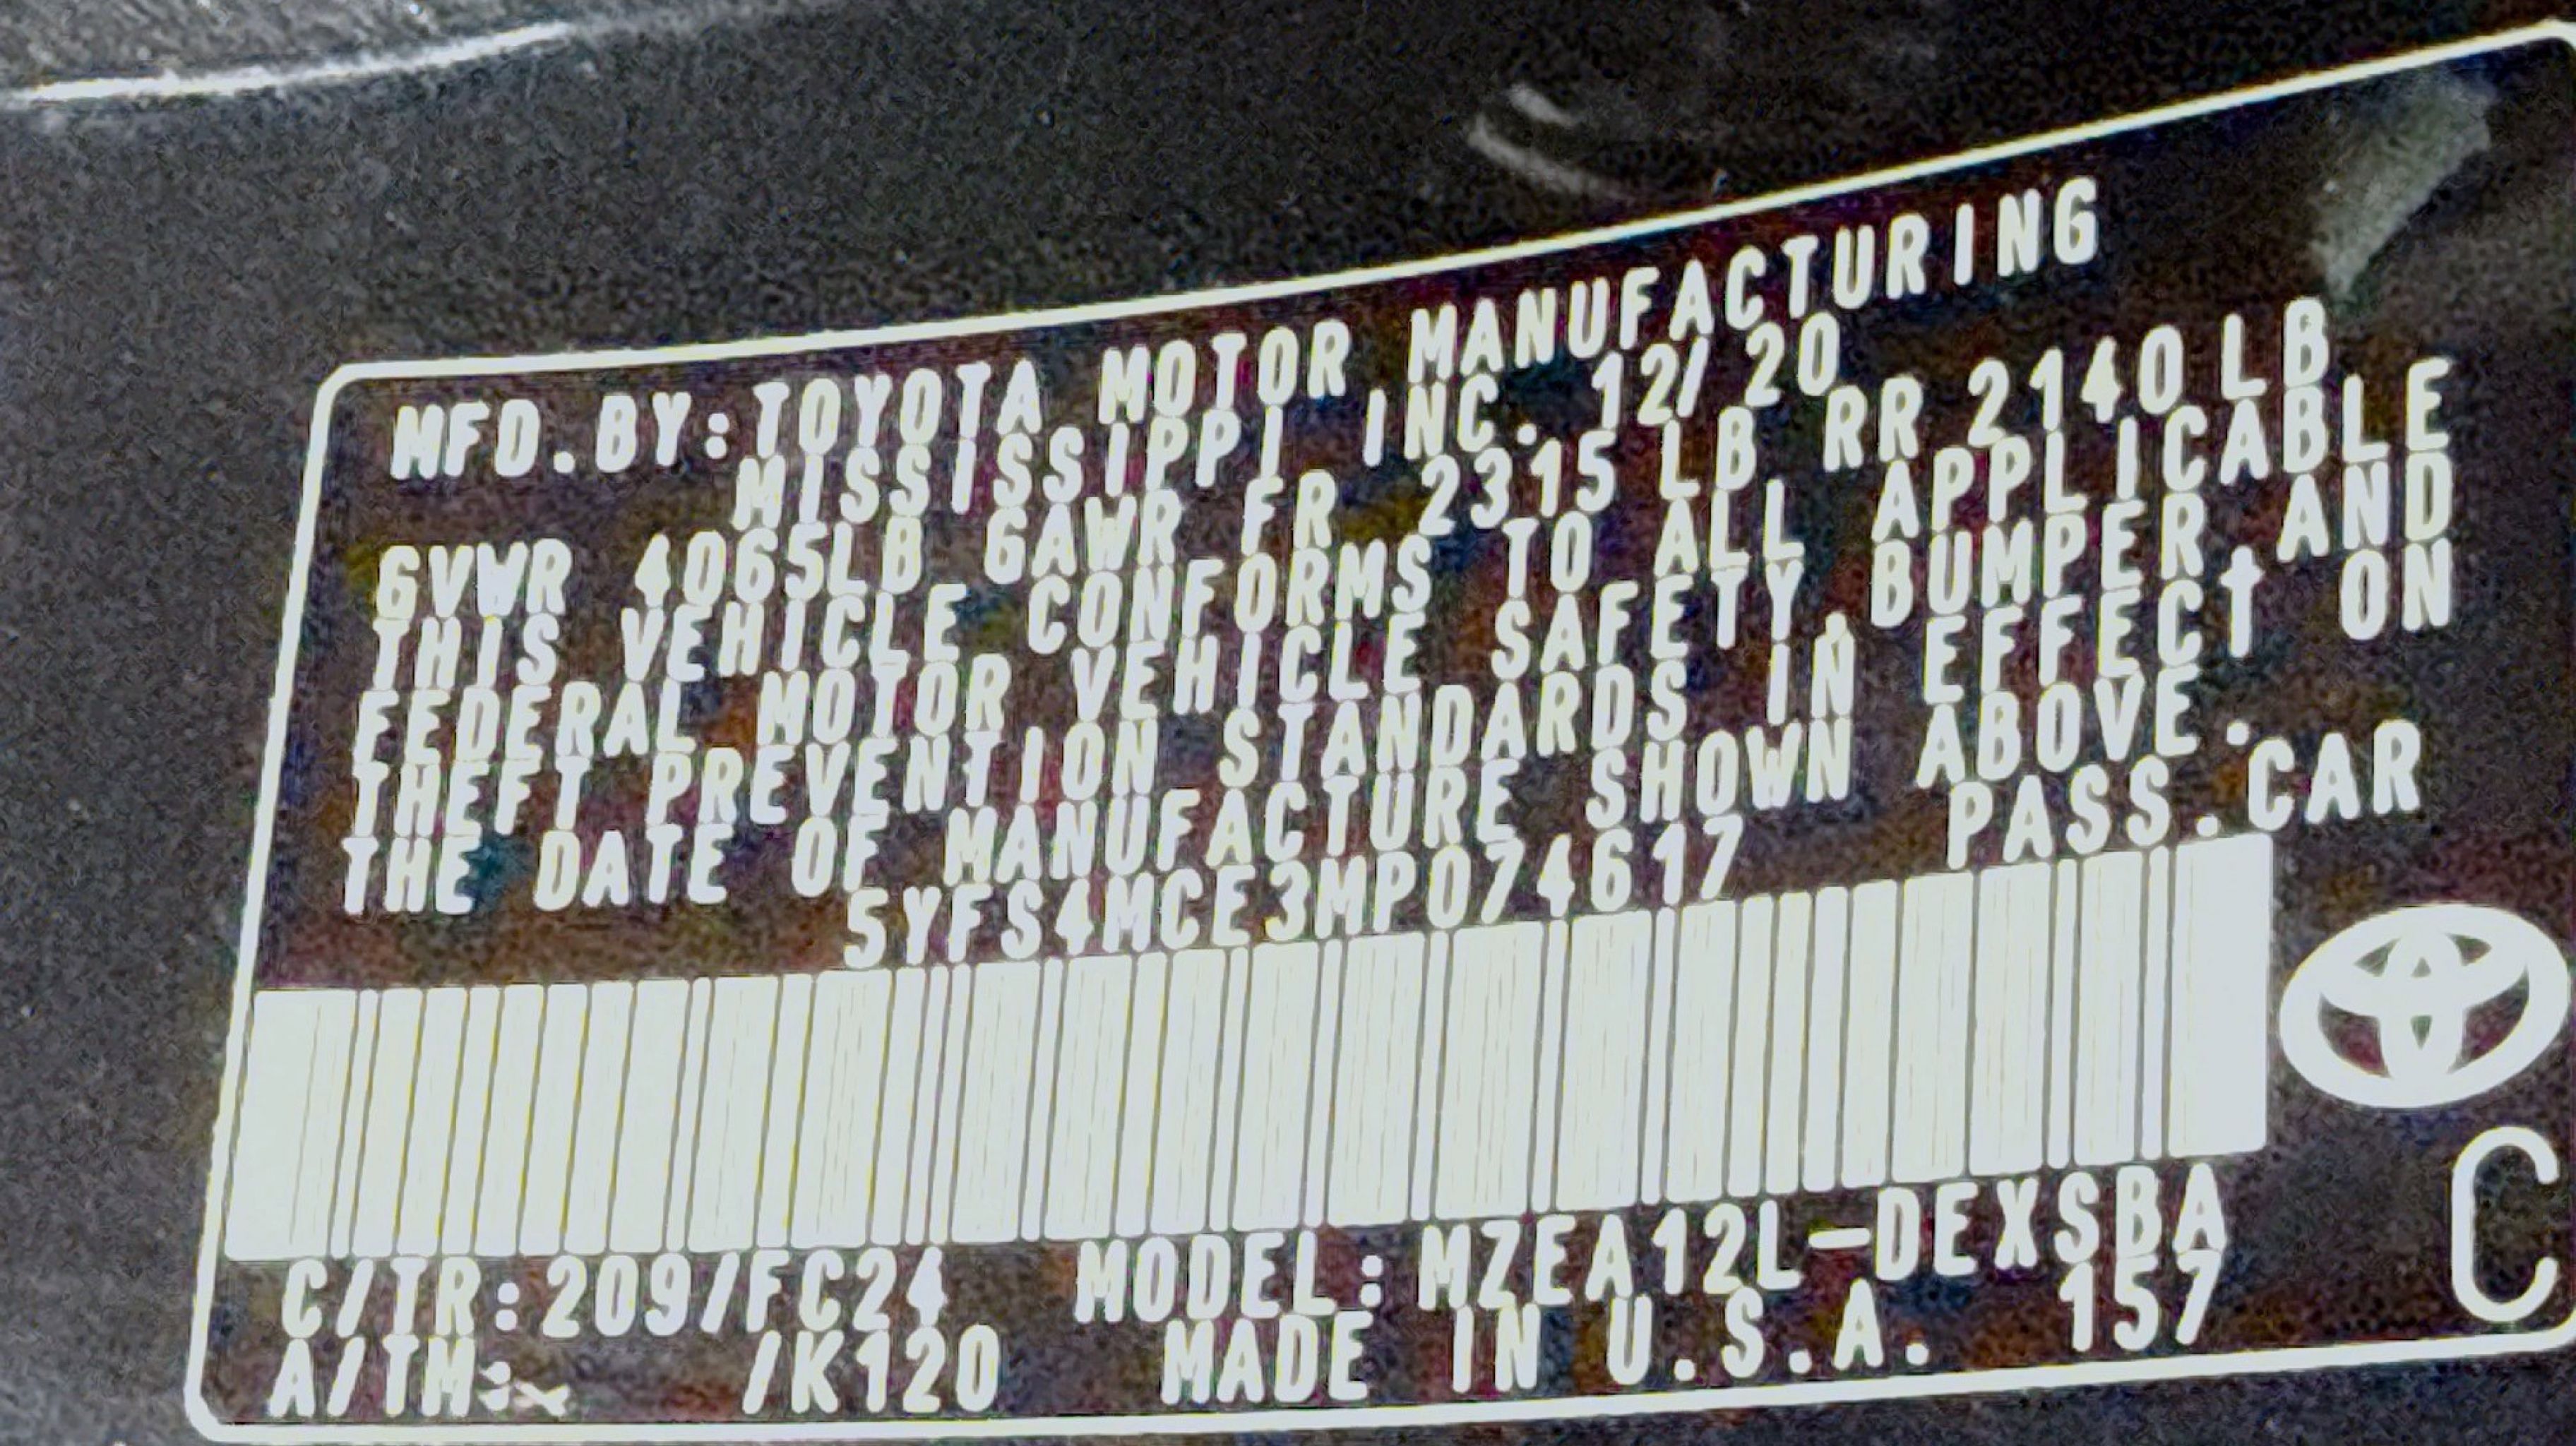 MFD.BY:TOYOTA MOTOR MANUFACTURING
MISSISSIPPI INC. 12/20
GVWR 4065LB GAWR FR 2315 LB RR 2140 LB
THIS VEHICLE CONFORMS TO ALL APPLICABLE
FEDERAL MOTOR VEHICLE SAFETY, BUMPER, AND
THEFT PREVENTION STANDARDS IN EFFECT ON
THE DATE OF MANUFACTURE SHOWN ABOVE.
5YFS4MCE3MP074617 PASS.CAR
C/TR:209/FC24 MODEL:MZEA12L-DEXSBA
A/TM: /K120 MADE IN U.S.A. 157
C